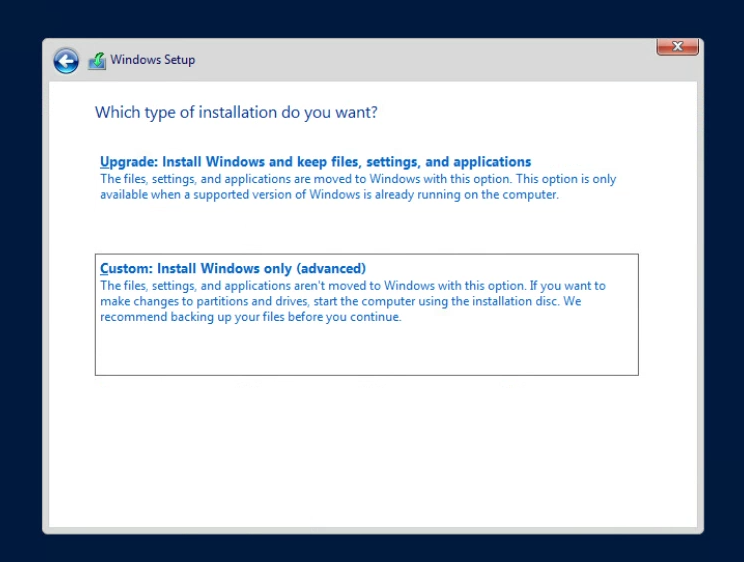 Windows Setup
Which type of installation do you want?
Upgrade: Install Windows and keep files, settings, and applications
The files, settings, and applications are moved to Windows with this option. This option is only
available when a supported version of Windows is already running on the computer.
Custom: Install Windows only (advanced)
The files, settings, and applications aren't moved to Windows with this option. If you want to
make changes to partitions and drives, start the computer using the installation disc. We
recommend backing up your files before you continue.